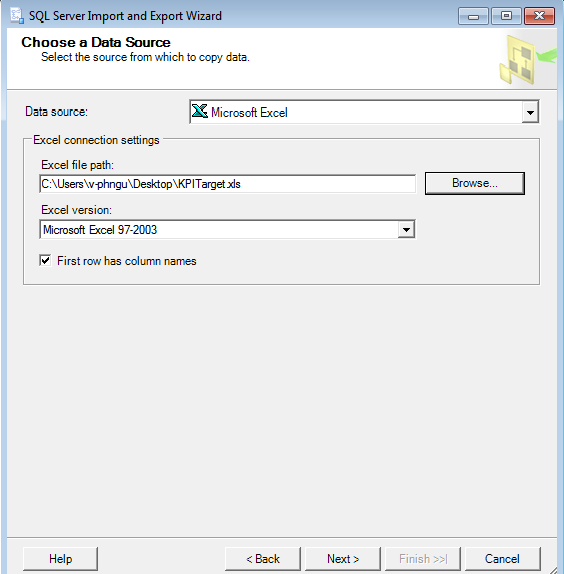 SQL Server Import and Export Wizard
Choose a Data Source
Select the source from which to copy data.
Data source: Microsoft Excel
Excel connection settings
Excel file path:
C:\Users\v-phngu\Desktop\KPITarget.xls Browse...
Excel version:
Microsoft Excel 97-2003
First row has column names
Help < Back Next > Finish >>| Cancel